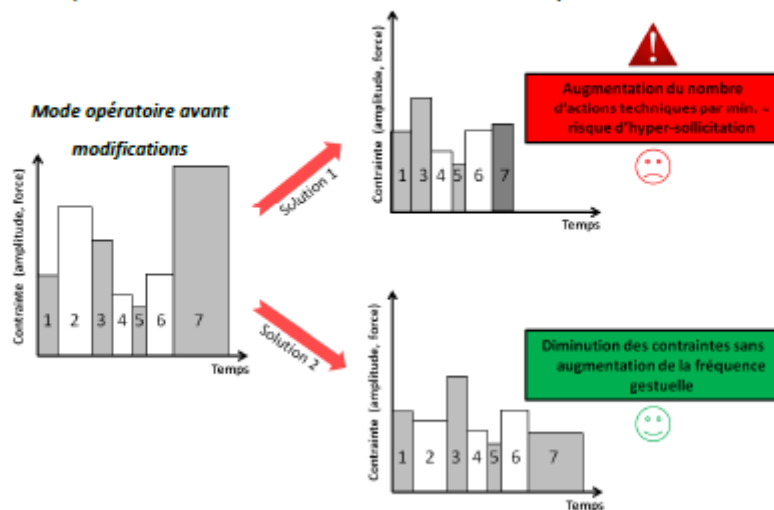 Mode opératoire avant
modifications
Contrainte (amplitude, force)
1 2 3 4 5 6 7
Temps
Solution 1
Contrainte (amplitude, force)
1 3 4 5 6 7
Temps
Augmentation du nombre
d'actions techniques par min. =
risque d'hyper-sollicitation
Solution 2
Contrainte (amplitude, force)
1 2 3 4 5 6 7
Temps
Diminution des contraintes sans
augmentation de la fréquence
gestuelle